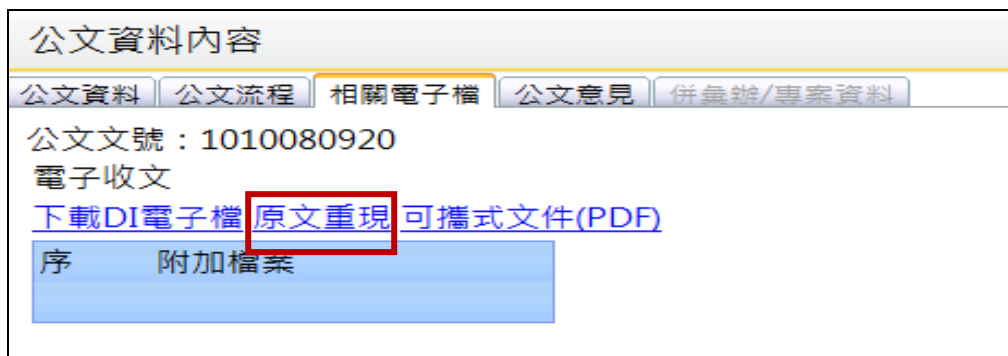 公文資料內容
公文資料 公文流程 相關電子檔 公文意見 併彙辦/專案資料
公文文號：1010080920
電子收文
下載DI電子檔 原文重現 可攜式文件(PDF)
序 附加檔案